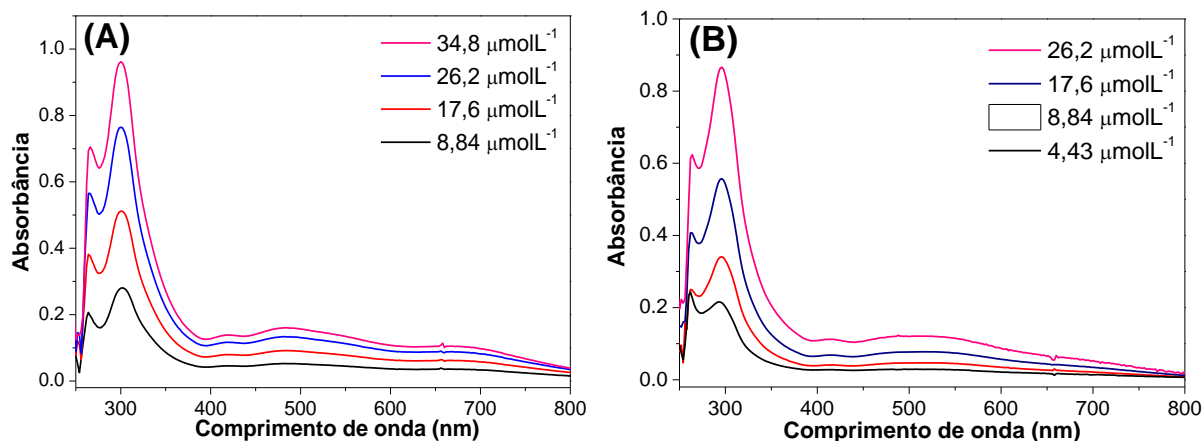 (A)
34,8 μmolL⁻¹
26,2 μmolL⁻¹
17,6 μmolL⁻¹
8,84 μmolL⁻¹
Absorbância
1.0
0.8
0.6
0.4
0.2
0.0
300 400 500 600 700 800
Comprimento de onda (nm)
(B)
26,2 μmolL⁻¹
17,6 μmolL⁻¹
8,84 μmolL⁻¹
4,43 μmolL⁻¹
Absorbância
1.0
0.8
0.6
0.4
0.2
0.0
300 400 500 600 700 800
Comprimento de onda (nm)